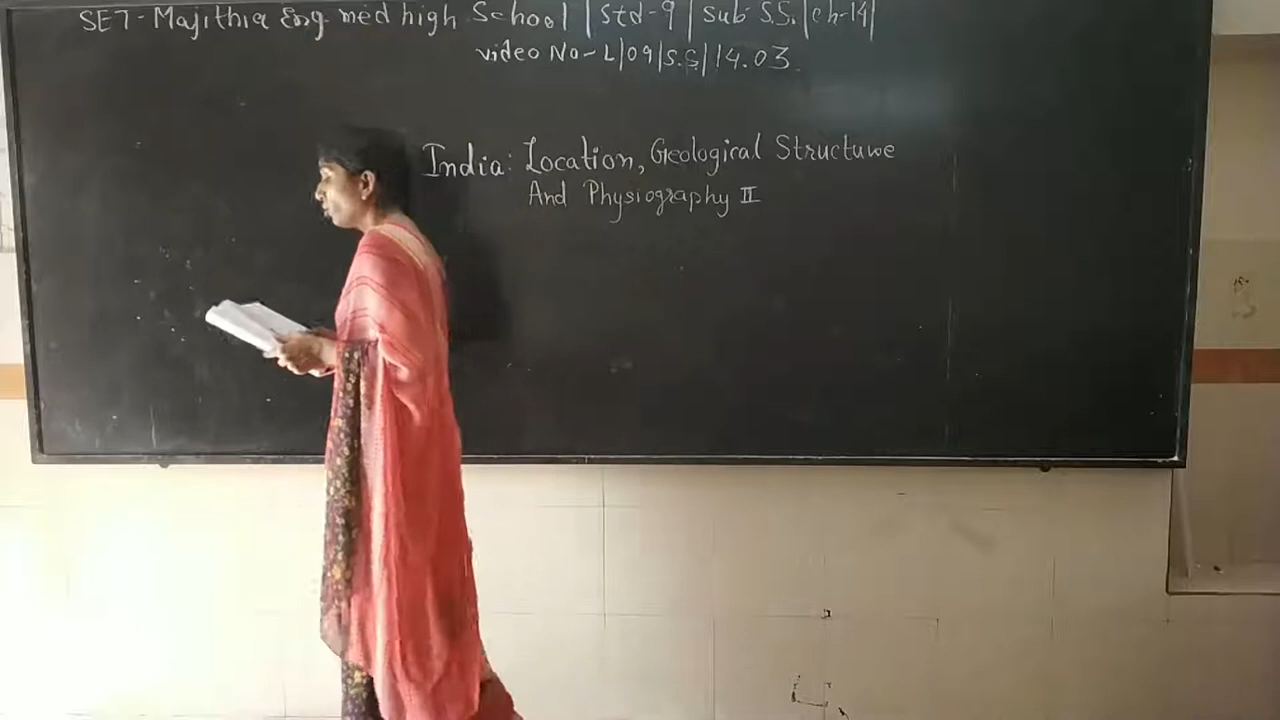 SET- Majithia Eng med high School | Std-9 | Sub S.S. | ch-14 |
video No- L|09|S.S|14.03
India: Location, Geological Structure
And Physiography II